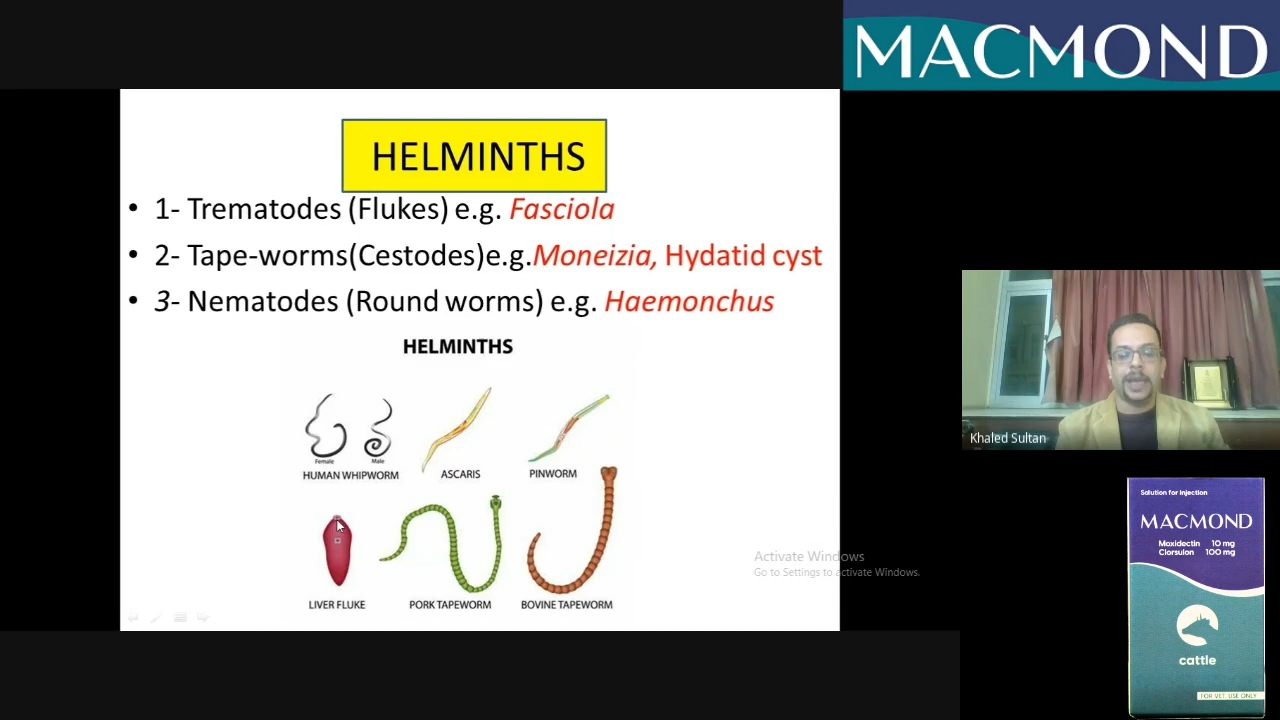 MACMOND
HELMINTHS
• 1- Trematodes (Flukes) e.g. Fasciola
• 2- Tape-worms(Cestodes)e.g.Moneizia, Hydatid cyst
• 3- Nematodes (Round worms) e.g. Haemonchus
HELMINTHS
Female
Male
HUMAN WHIPWORM
ASCARIS
PINWORM
LIVER FLUKE
PORK TAPEWORM
BOVINE TAPEWORM
Activate Windows
Go to Settings to activate Windows.
Khaled Sultan
Solution for Injection
MACMOND
Moxidectin 10 mg
Clorsulon 100 mg
cattle
FOR VET. USE ONLY